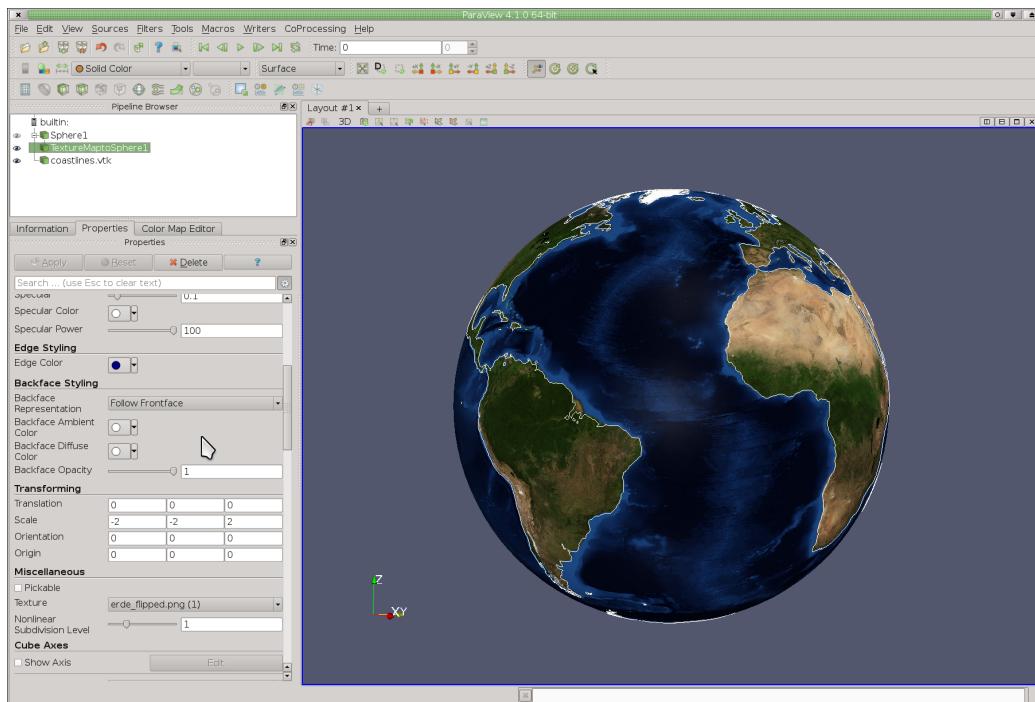 ParaView 4.1.0 64-bit
File Edit View Sources Filters Tools Macros Writers CoProcessing Help
Time: 0 0
Solid Color Surface
Pipeline Browser
Layout #1 +
3D
builtin:
Sphere1
TextureMaptoSphere1
coastlines.vtk
Information Properties Color Map Editor
Properties
Apply Reset Delete ?
Search ... (use Esc to clear text)
Specular 0.1
Specular Color
Specular Power 100
Edge Styling
Edge Color
Backface Styling
Backface Representation Follow Frontface
Backface Ambient Color
Backface Diffuse Color
Backface Opacity 1
Transforming
Translation 0 0 0
Scale -2 -2 2
Orientation 0 0 0
Origin 0 0 0
Miscellaneous
Pickable
Texture erde_flipped.png (1)
Nonlinear Subdivision Level 1
Cube Axes
Show Axis Edit
Z
XY